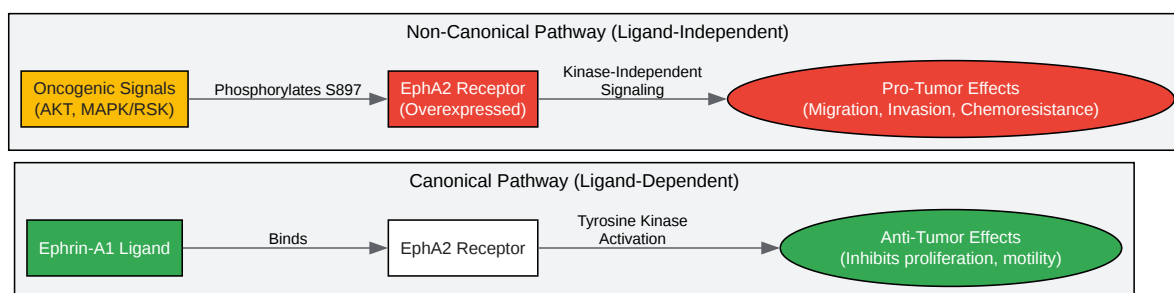 Non-Canonical Pathway (Ligand-Independent)
Oncogenic Signals
(AKT, MAPK/RSK)
Phosphorylates S897
EphA2 Receptor
(Overexpressed)
Kinase-Independent
Signaling
Pro-Tumor Effects
(Migration, Invasion, Chemoresistance)
Canonical Pathway (Ligand-Dependent)
Ephrin-A1 Ligand
Binds
EphA2 Receptor
Tyrosine Kinase
Activation
Anti-Tumor Effects
(Inhibits proliferation, motility)